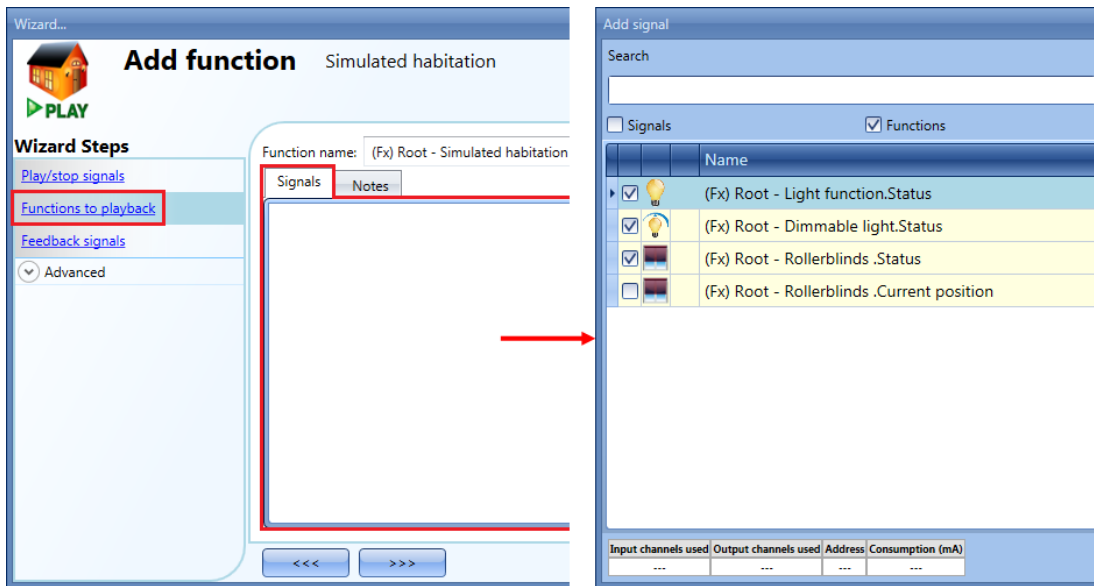 Wizard...
Add function Simulated habitation
PLAY
Wizard Steps
Play/stop signals
Functions to playback
Feedback signals
Advanced
Function name: (Fx) Root - Simulated habitation
Signals Notes
<<< >>>
Add signal
Search
Signals Functions
Name
(Fx) Root - Light function.Status
(Fx) Root - Dimmable light.Status
(Fx) Root - Rollerblinds .Status
(Fx) Root - Rollerblinds .Current position
Input channels used Output channels used Address Consumption (mA)
--- --- --- ---